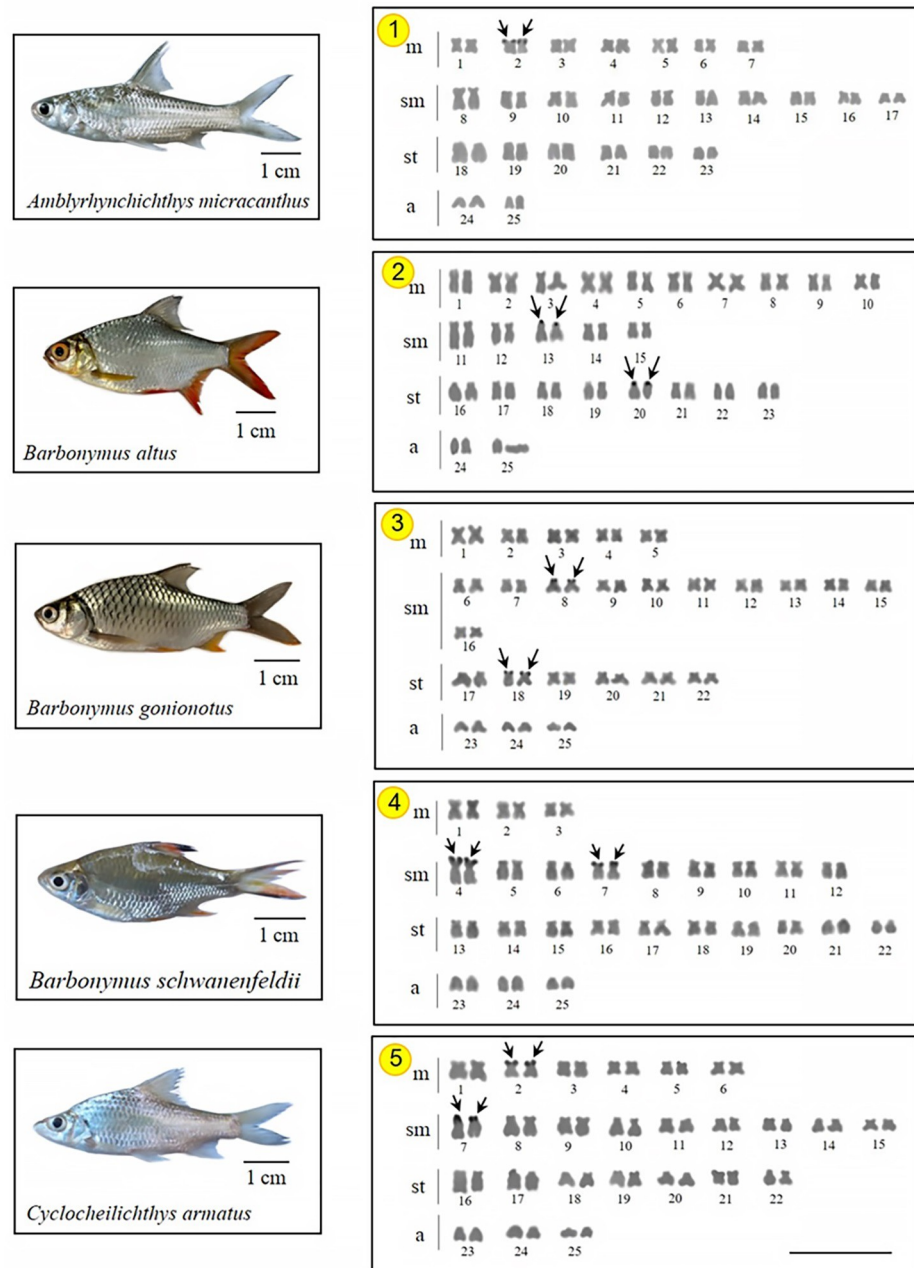 1
m
1 2 3 4 5 6 7
sm
8 9 10 11 12 13 14 15 16 17
st
18 19 20 21 22 23
a
24 25
1 cm
Amblyrhynchichthys micracanthus
2
m
1 2 3 4 5 6 7 8 9 10
sm
11 12 13 14 15
st
16 17 18 19 20 21 22 23
a
24 25
1 cm
Barbonymus altus
3
m
1 2 3 4 5
sm
6 7 8 9 10 11 12 13 14 15
16
st
17 18 19 20 21 22
a
23 24 25
1 cm
Barbonymus gonionotus
4
m
1 2 3
sm
4 5 6 7 8 9 10 11 12
st
13 14 15 16 17 18 19 20 21 22
a
23 24 25
1 cm
Barbonymus schwanenfeldii
5
m
1 2 3 4 5 6
sm
7 8 9 10 11 12 13 14 15
st
16 17 18 19 20 21 22
a
23 24 25
1 cm
Cyclocheilichthys armatus